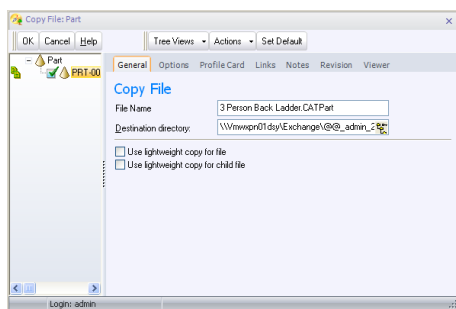 Copy File: Part
OK Cancel Help Tree Views Actions Set Default
Part
PRT-00
General Options Profile Card Links Notes Revision Viewer
Copy File
File Name 3 Person Back Ladder.CATPart
Destination directory: \\Vmwxpn01dsy\Exchange\@@_admin_2
Use lightweight copy for file
Use lightweight copy for child file
Login: admin